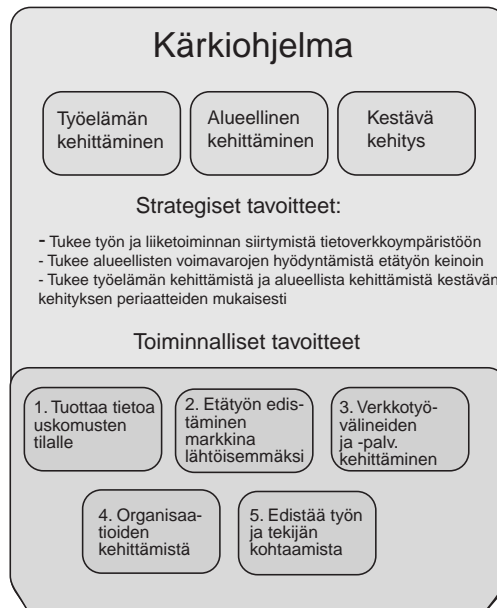 Kärkiohjelma
Työelämän
kehittäminen
Alueellinen
kehittäminen
Kestävä
kehitys
Strategiset tavoitteet:
- Tukee työn ja liiketoiminnan siirtymistä tietoverkkoympäristöön
- Tukee alueellisten voimavarojen hyödyntämistä etätyön keinoin
- Tukee työelämän kehittämistä ja alueellista kehittämistä kestävän
kehityksen periaatteiden mukaisesti
Toiminnalliset tavoitteet
1. Tuottaa tietoa
uskomusten
tilalle
2. Etätyön edis-
täminen
markkina
lähtöisemmäksi
3. Verkkotyö-
välineiden
ja -palv.
kehittäminen
4. Organisaa-
tioiden
kehittämistä
5. Edistää työn
ja tekijän
kohtaamista